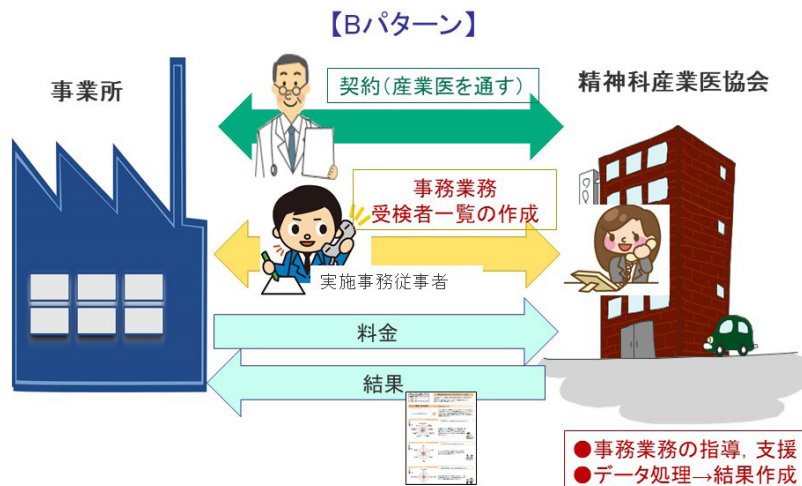 【Bパターン】
事業所
契約(産業医を通す)
精神科産業医協会
事務業務
受検者一覧の作成
実施事務従事者
料金
結果
●事務業務の指導, 支援
●データ処理→結果作成